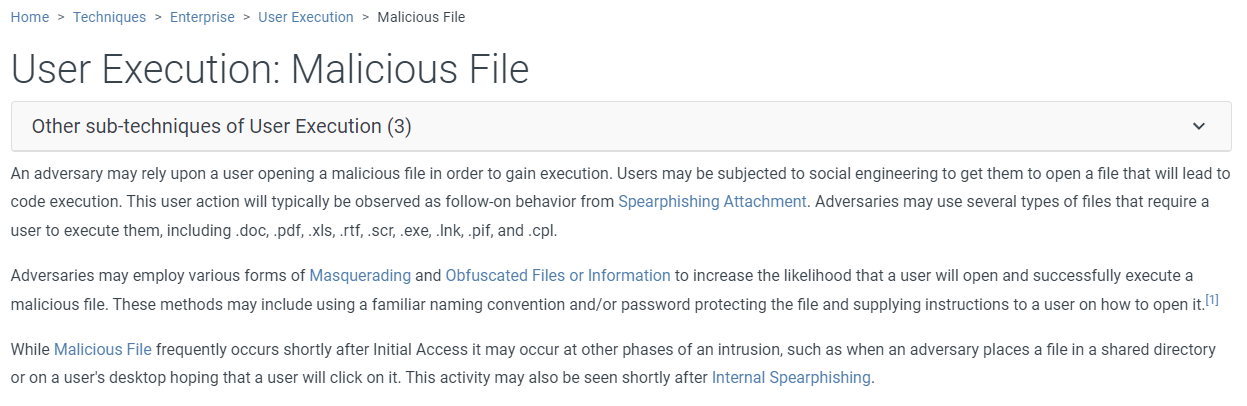 Home > Techniques > Enterprise > User Execution > Malicious File
User Execution: Malicious File
Other sub-techniques of User Execution (3)
An adversary may rely upon a user opening a malicious file in order to gain execution. Users may be subjected to social engineering to get them to open a file that will lead to
code execution. This user action will typically be observed as follow-on behavior from Spearphishing Attachment. Adversaries may use several types of files that require a
user to execute them, including .doc, .pdf, .xls, .rtf, .scr, .exe, .lnk, .pif, and .cpl.
Adversaries may employ various forms of Masquerading and Obfuscated Files or Information to increase the likelihood that a user will open and successfully execute a
malicious file. These methods may include using a familiar naming convention and/or password protecting the file and supplying instructions to a user on how to open it.[1]
While Malicious File frequently occurs shortly after Initial Access it may occur at other phases of an intrusion, such as when an adversary places a file in a shared directory
or on a user's desktop hoping that a user will click on it. This activity may also be seen shortly after Internal Spearphishing.